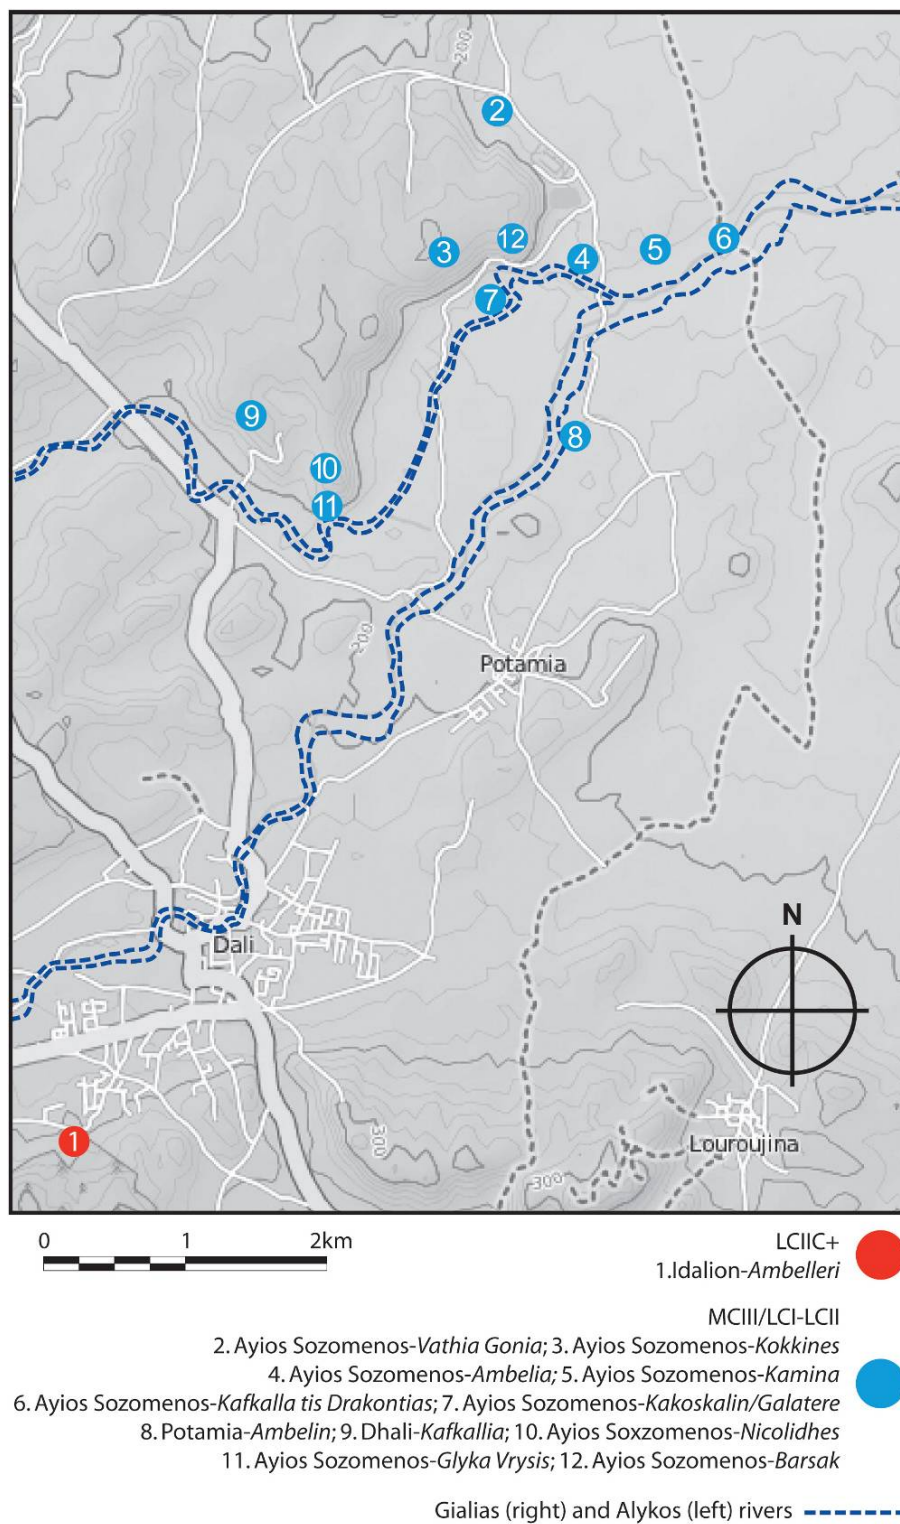 200
2
12
3
4
5
6
7
9
8
10
11
200
Potamia
Dali
N
1
300
300
Louroujina
0 1 2km
LCIIC+
1.Idalion-Ambelleri
MCIII/LCI-LCII
2. Ayios Sozomenos-Vathia Gonia; 3. Ayios Sozomenos-Kokkines
4. Ayios Sozomenos-Ambelia; 5. Ayios Sozomenos-Kamina
6. Ayios Sozomenos-Kafkalla tis Drakontias; 7. Ayios Sozomenos-Kakoskalin/Galatere
8. Potamia-Ambelin; 9. Dhali-Kafkallia; 10. Ayios Soxzomenos-Nicolidhes
11. Ayios Sozomenos-Glyka Vrysis; 12. Ayios Sozomenos-Barsak
Gialias (right) and Alykos (left) rivers